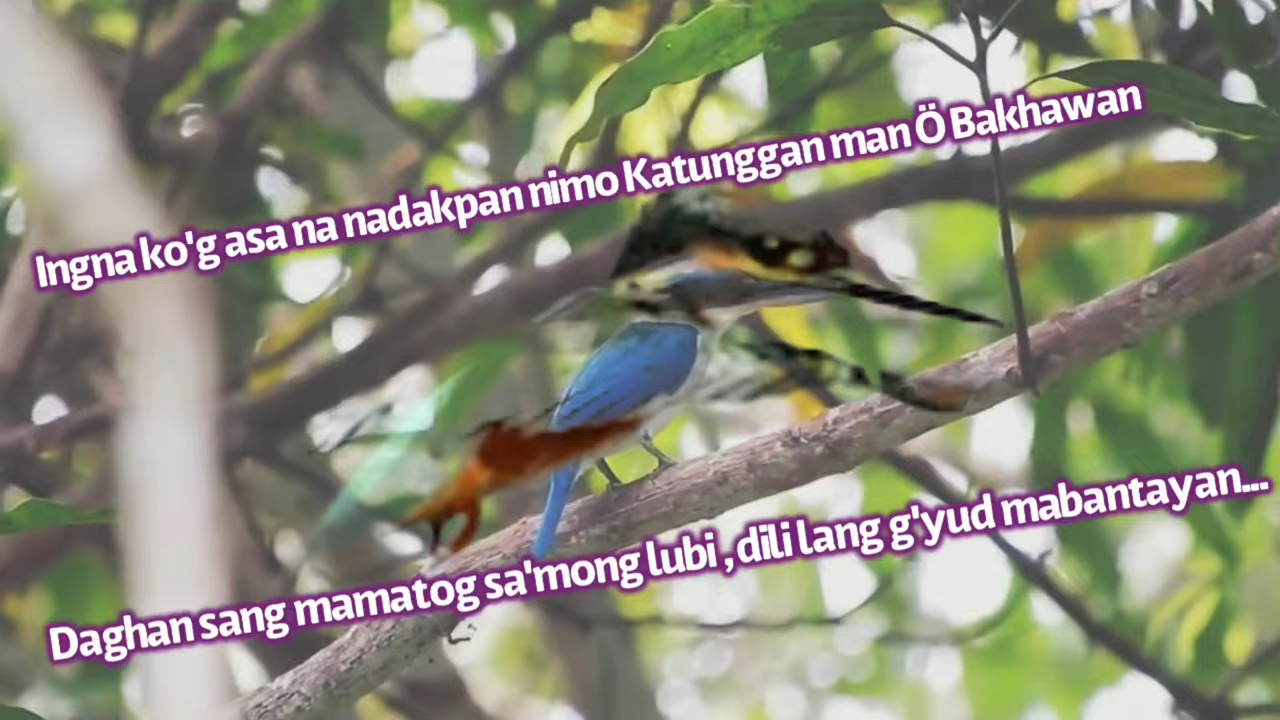 Ingna ko'g asa na nadakpan nimo Katunggan man Ö Bakhawan
Daghan sang mamatog sa'mong lubi , dili lang g'yud mabantayan...